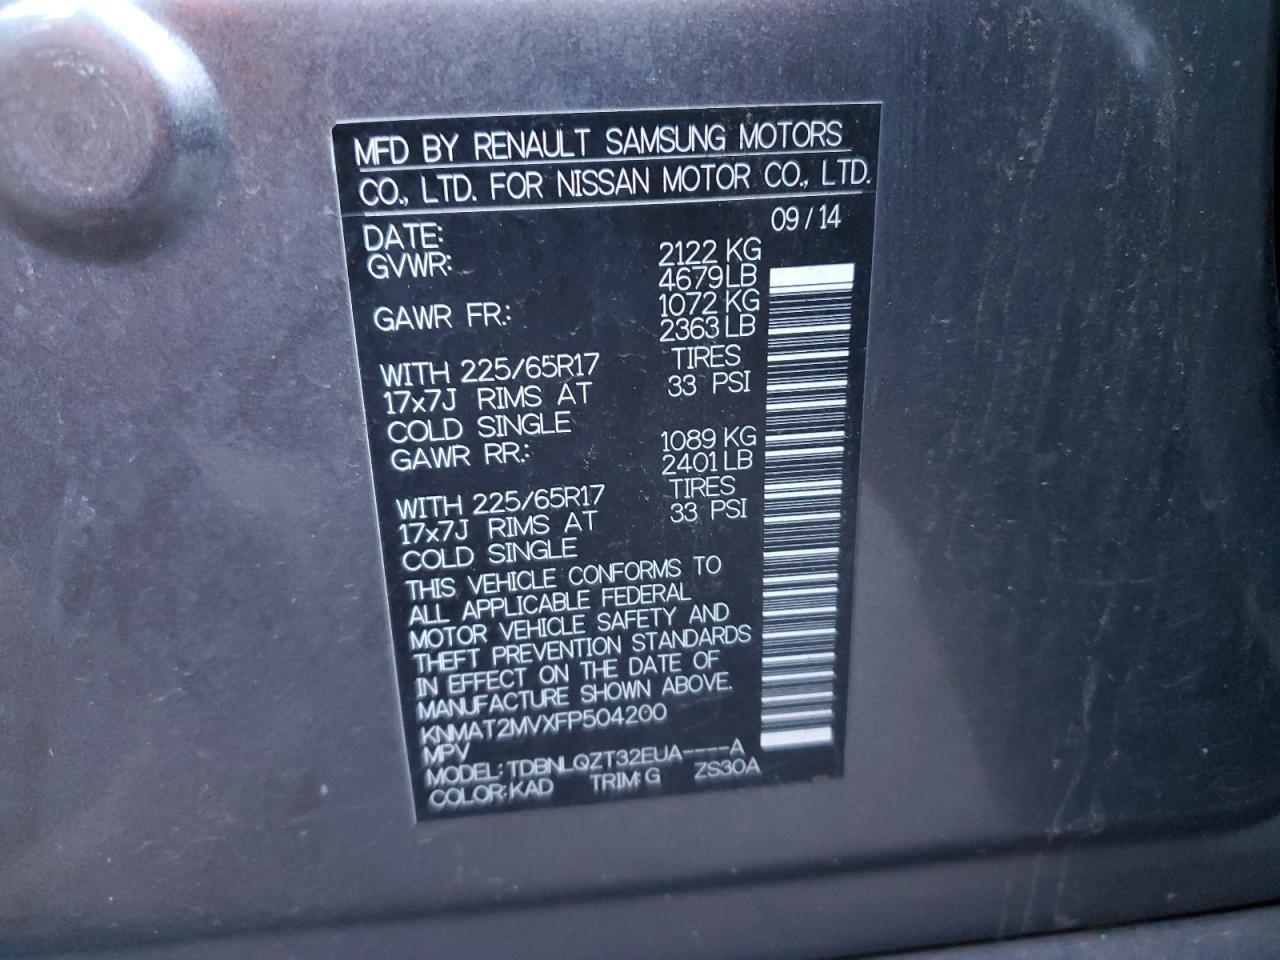 MFD BY RENAULT SAMSUNG MOTORS
CO., LTD. FOR NISSAN MOTOR CO., LTD.
DATE: 09/14
GVWR: 2122 KG
4679 LB
GAWR FR.: 1072 KG
2363 LB
WITH 225/65R17 TIRES
17x7J RIMS AT 33 PSI
COLD SINGLE
GAWR RR.: 1089 KG
2401 LB
WITH 225/65R17 TIRES
17x7J RIMS AT 33 PSI
COLD SINGLE
THIS VEHICLE CONFORMS TO
ALL APPLICABLE FEDERAL
MOTOR VEHICLE SAFETY AND
THEFT PREVENTION STANDARDS
IN EFFECT ON THE DATE OF
MANUFACTURE SHOWN ABOVE.
KNMAT2MVXFP504200
MPV
MODEL: TDBNLQZT32EUA----A
COLOR: KAD TRIM: G ZS30A